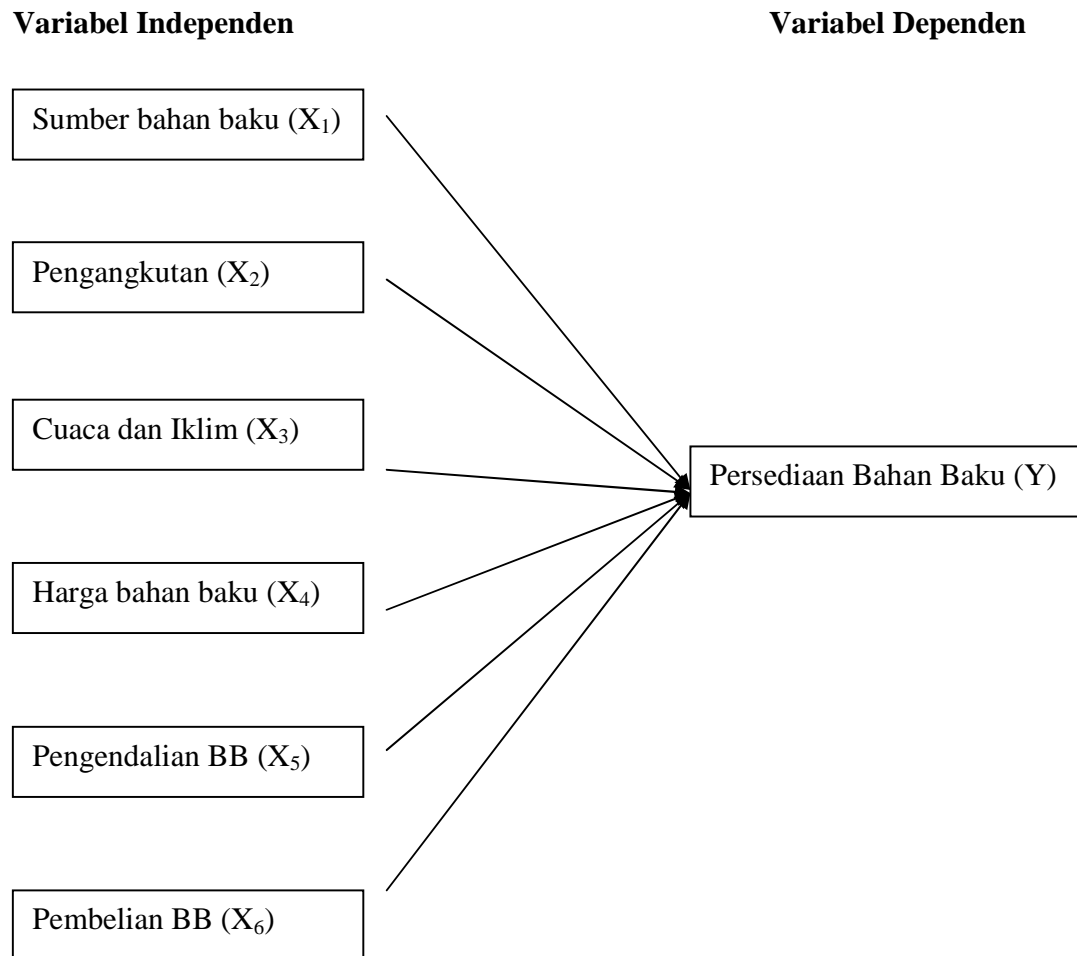 Variabel Independen Variabel Dependen
Sumber bahan baku (X₁)
Pengangkutan (X₂)
Cuaca dan Iklim (X₃)
Persediaan Bahan Baku (Y)
Harga bahan baku (X₄)
Pengendalian BB (X₅)
Pembelian BB (X₆)